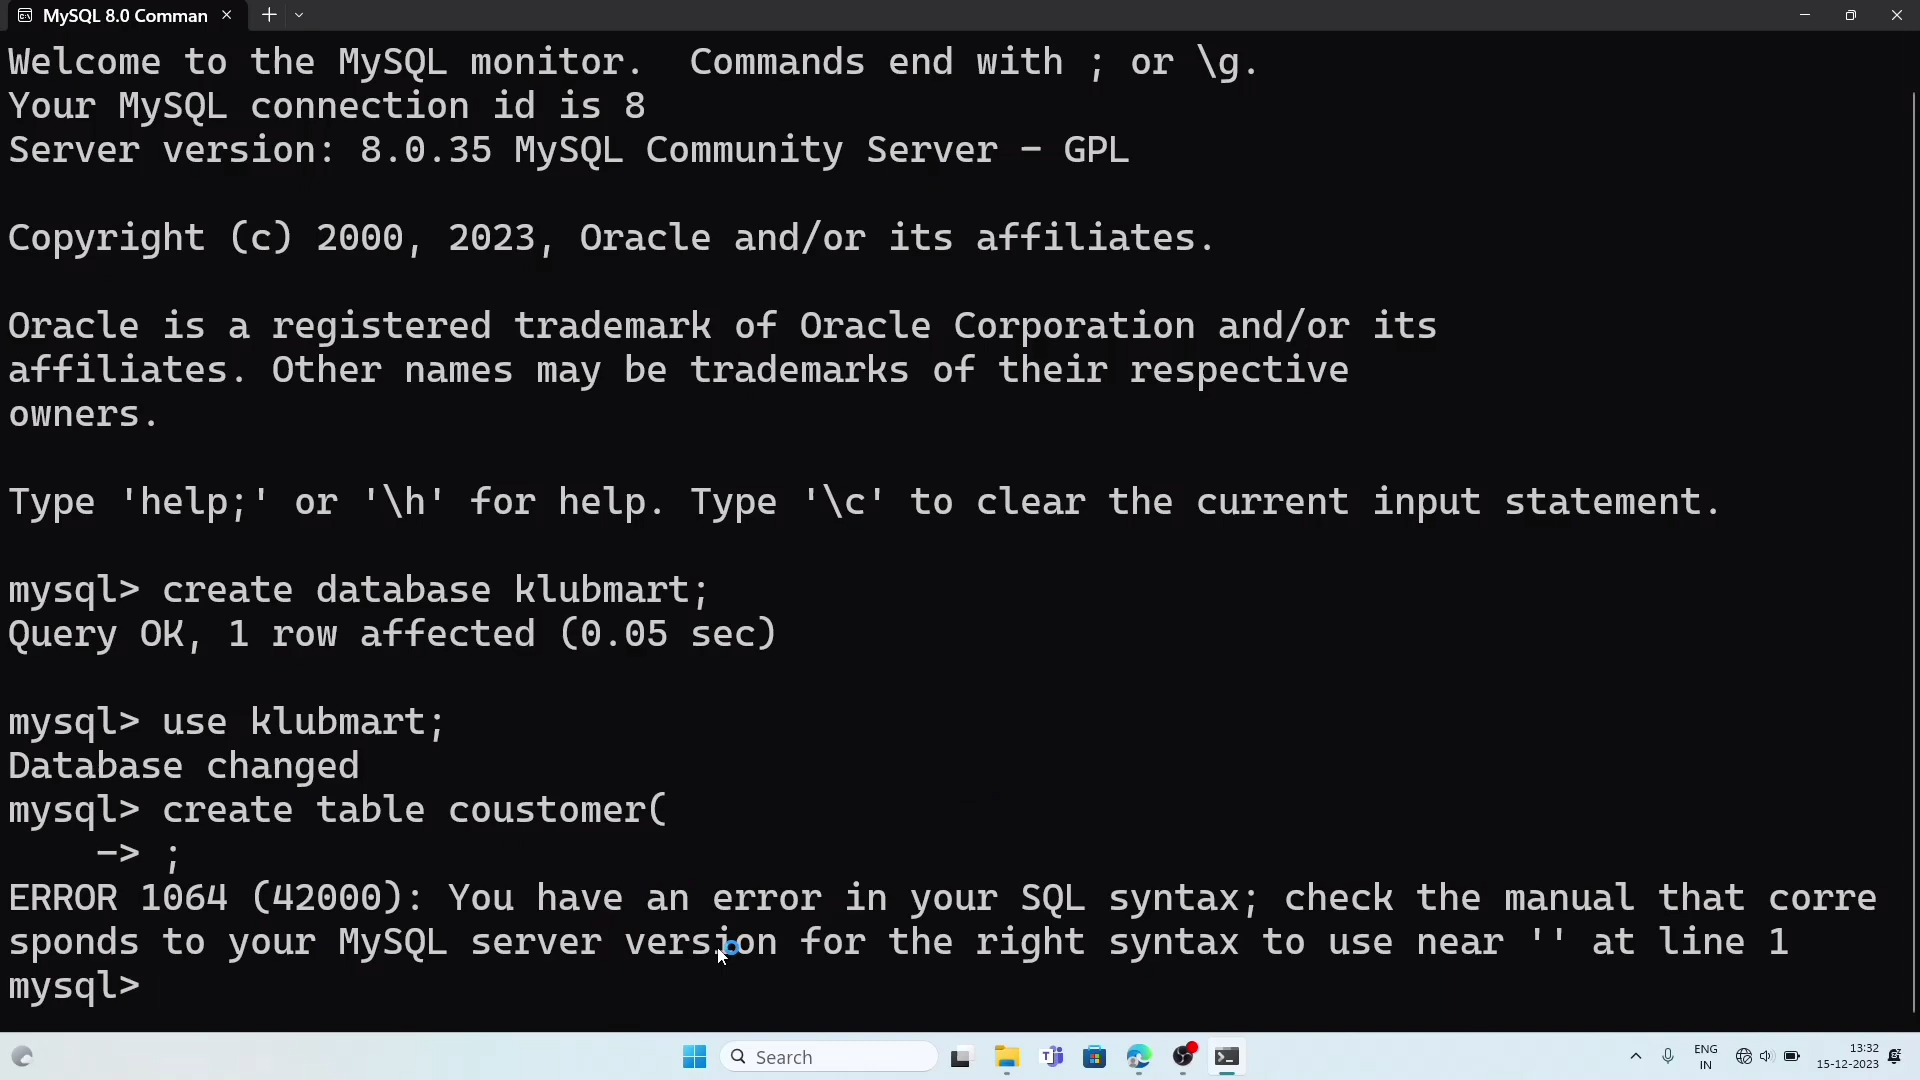 MySQL 8.0 Comman
Welcome to the MySQL monitor.  Commands end with ; or \g.
Your MySQL connection id is 8
Server version: 8.0.35 MySQL Community Server - GPL
Copyright (c) 2000, 2023, Oracle and/or its affiliates.
Oracle is a registered trademark of Oracle Corporation and/or its
affiliates. Other names may be trademarks of their respective
owners.
Type 'help;' or '\h' for help. Type '\c' to clear the current input statement.
mysql> create database klubmart;
Query OK, 1 row affected (0.05 sec)
mysql> use klubmart;
Database changed
mysql> create table coustomer(
    -> ;
ERROR 1064 (42000): You have an error in your SQL syntax; check the manual that corre
sponds to your MySQL server version for the right syntax to use near '' at line 1
mysql>
Search
ENG
IN
13:32
15-12-2023